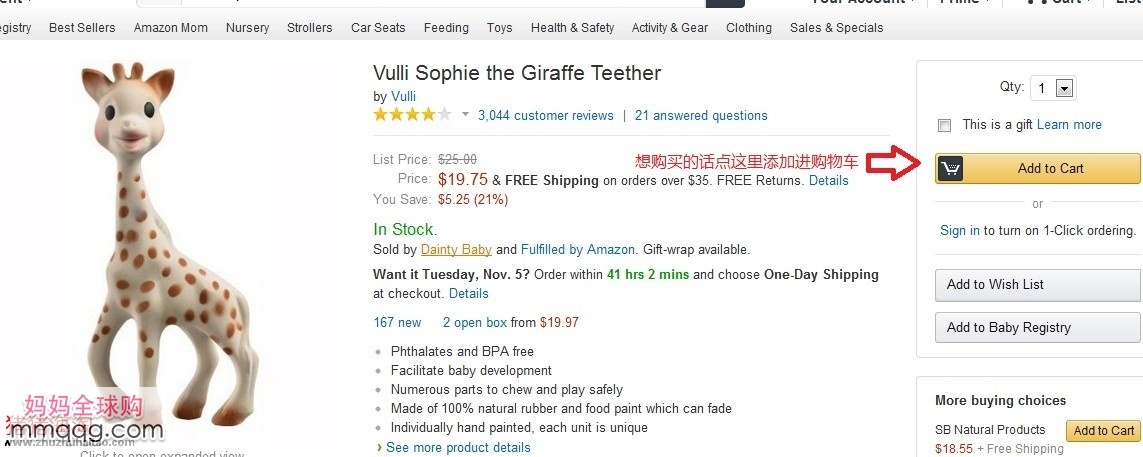 Baby Registry Best Sellers Amazon Mom Nursery Strollers Car Seats Feeding Toys Health & Safety Activity & Gear Clothing Sales & Specials
Vulli Sophie the Giraffe Teether
by Vulli
3,044 customer reviews | 21 answered questions
List Price: $25.00
想购买的话点这里添加进购物车
Price: $19.75 & FREE Shipping on orders over $35. FREE Returns. Details
You Save: $5.25 (21%)
In Stock.
Sold by Dainty Baby and Fulfilled by Amazon. Gift-wrap available.
Want it Tuesday, Nov. 5? Order within 41 hrs 2 mins and choose One-Day Shipping
at checkout. Details
167 new 2 open box from $19.97
Phthalates and BPA free
Facilitate baby development
Numerous parts to chew and play safely
Made of 100% natural rubber and food paint which can fade
Individually hand painted, each unit is unique
› See more product details
Qty: 1
This is a gift Learn more
Add to Cart
or
Sign in to turn on 1-Click ordering.
Add to Wish List
Add to Baby Registry
More buying choices
SB Natural Products
Add to Cart
$18.55 + Free Shipping
妈妈全球购
mmqqg.com
Click to open expanded view